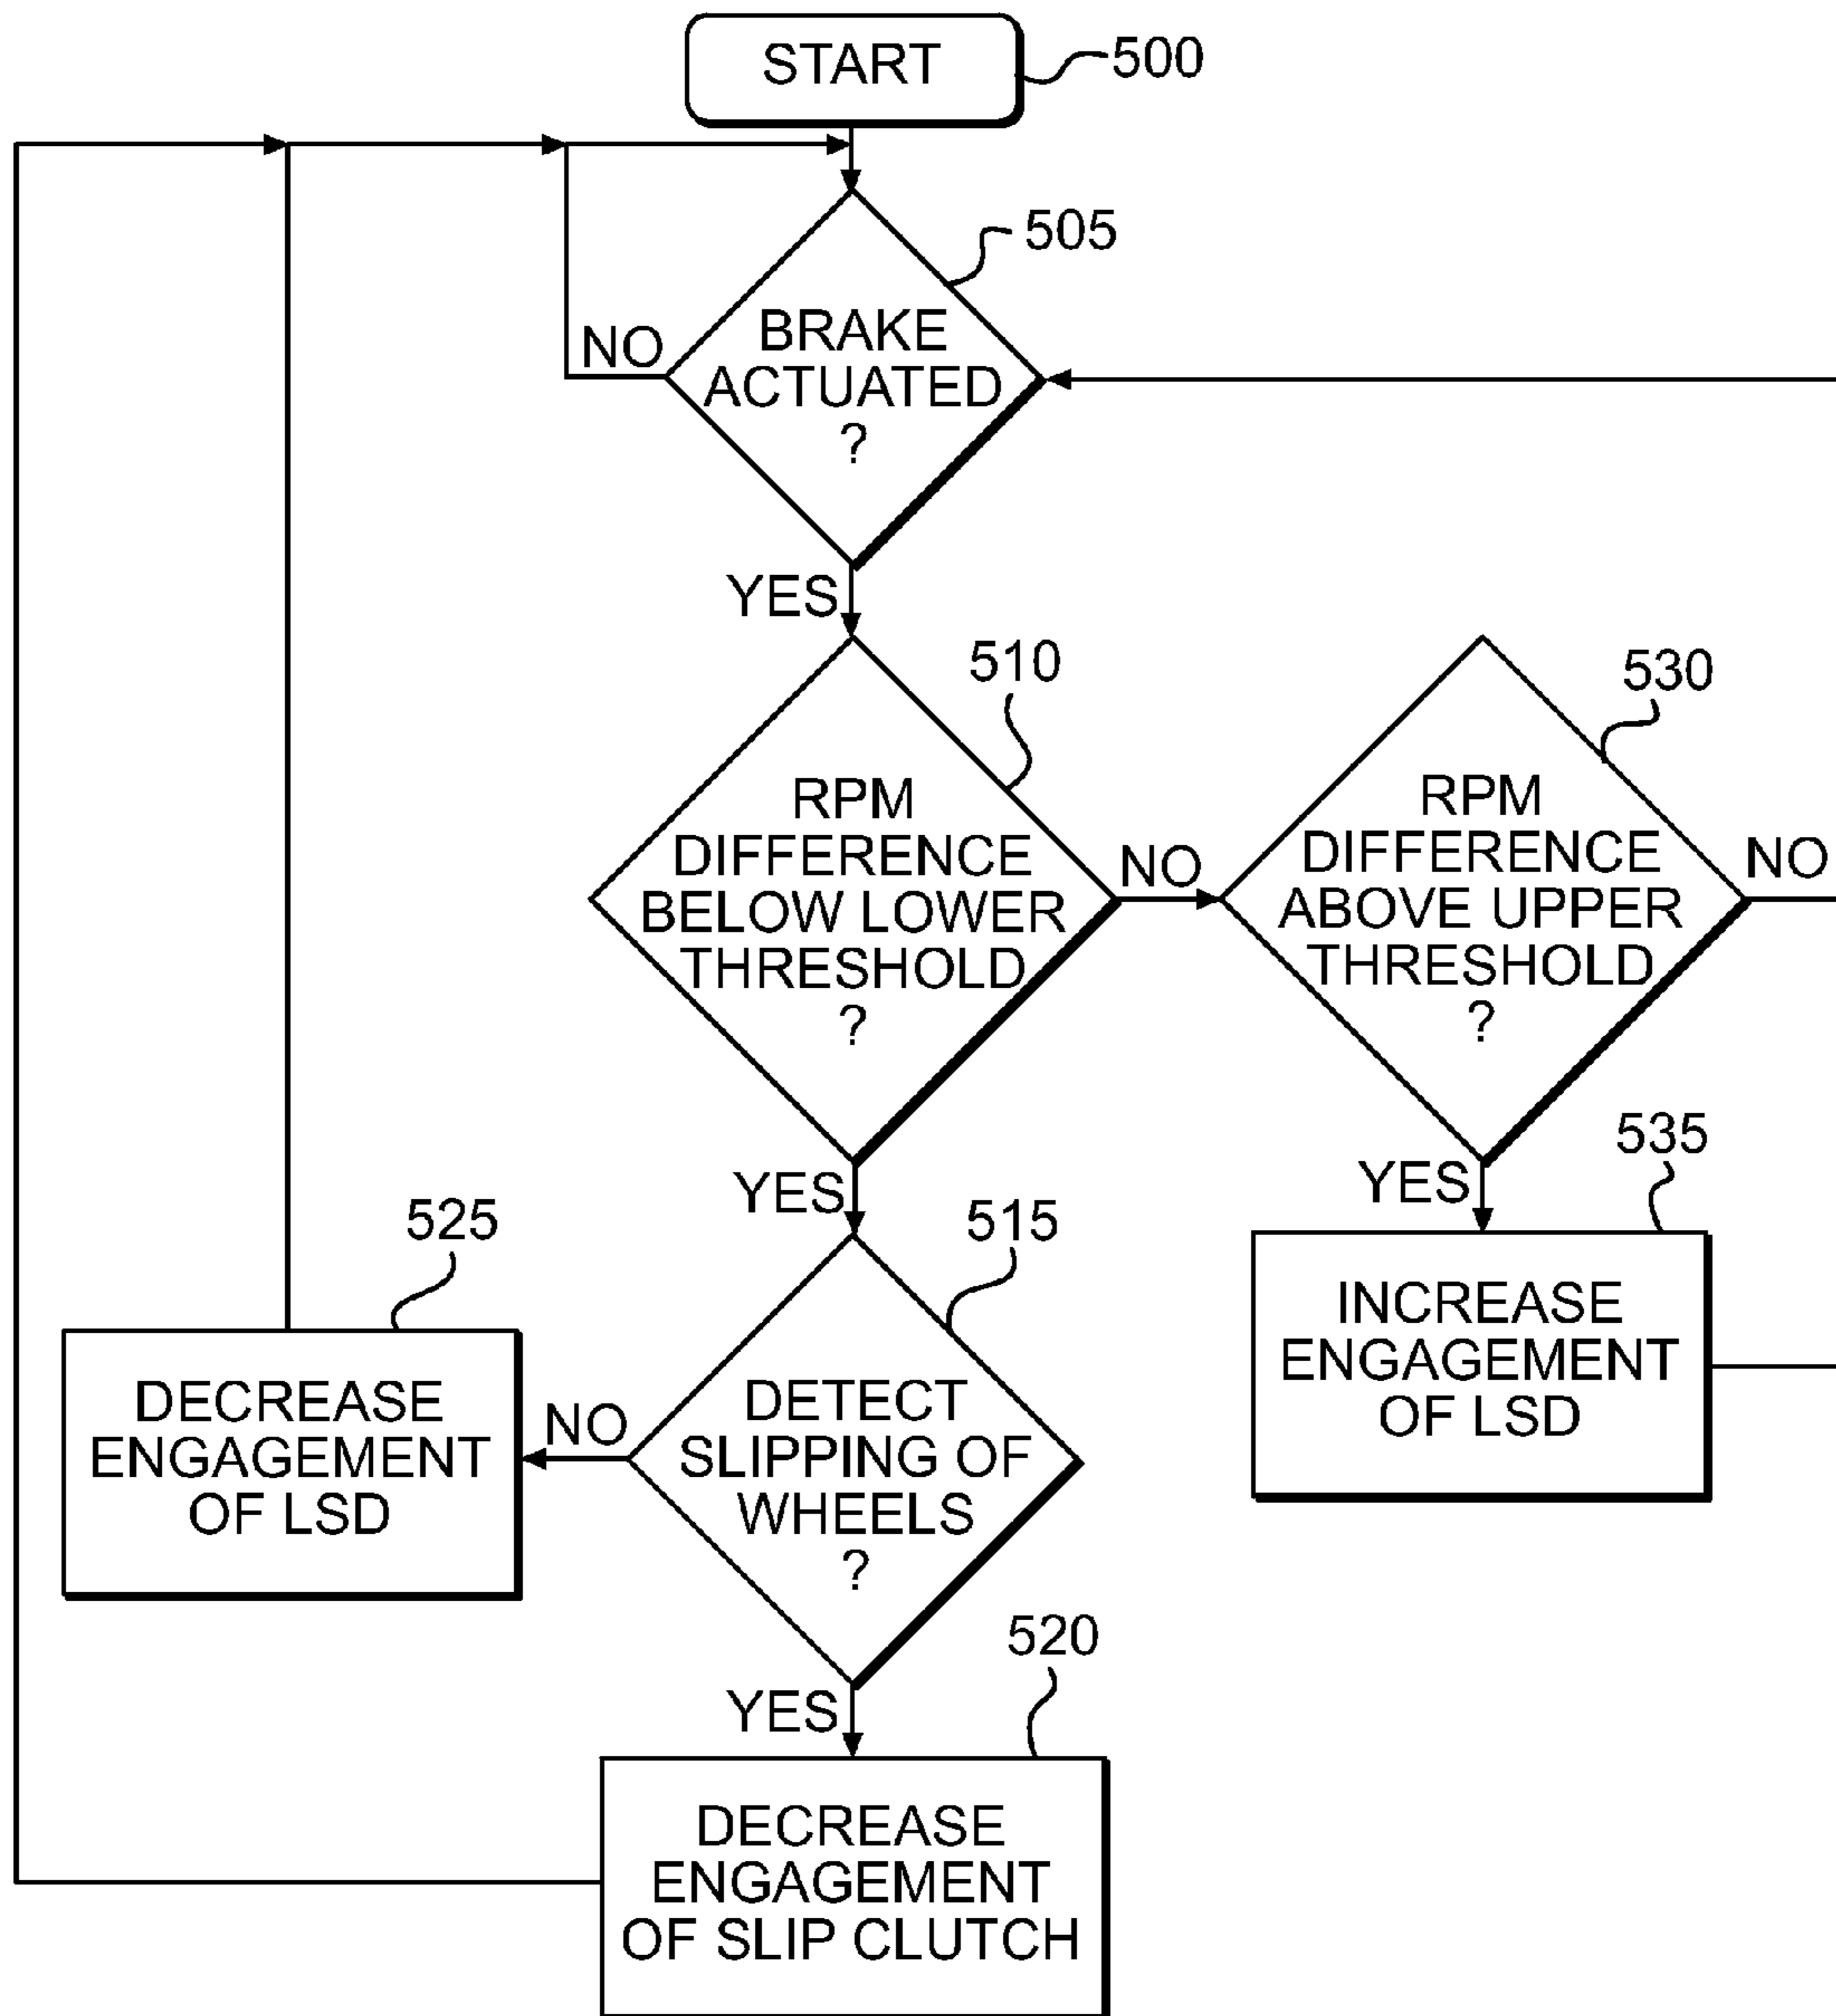 START
500
505
BRAKE
ACTUATED
?
NO
YES
510
RPM
DIFFERENCE
BELOW LOWER
THRESHOLD
?
NO
530
RPM
DIFFERENCE
ABOVE UPPER
THRESHOLD
?
NO
YES
535
INCREASE
ENGAGEMENT
OF LSD
YES
515
DETECT
SLIPPING OF
WHEELS
?
NO
525
DECREASE
ENGAGEMENT
OF LSD
YES
520
DECREASE
ENGAGEMENT
OF SLIP CLUTCH